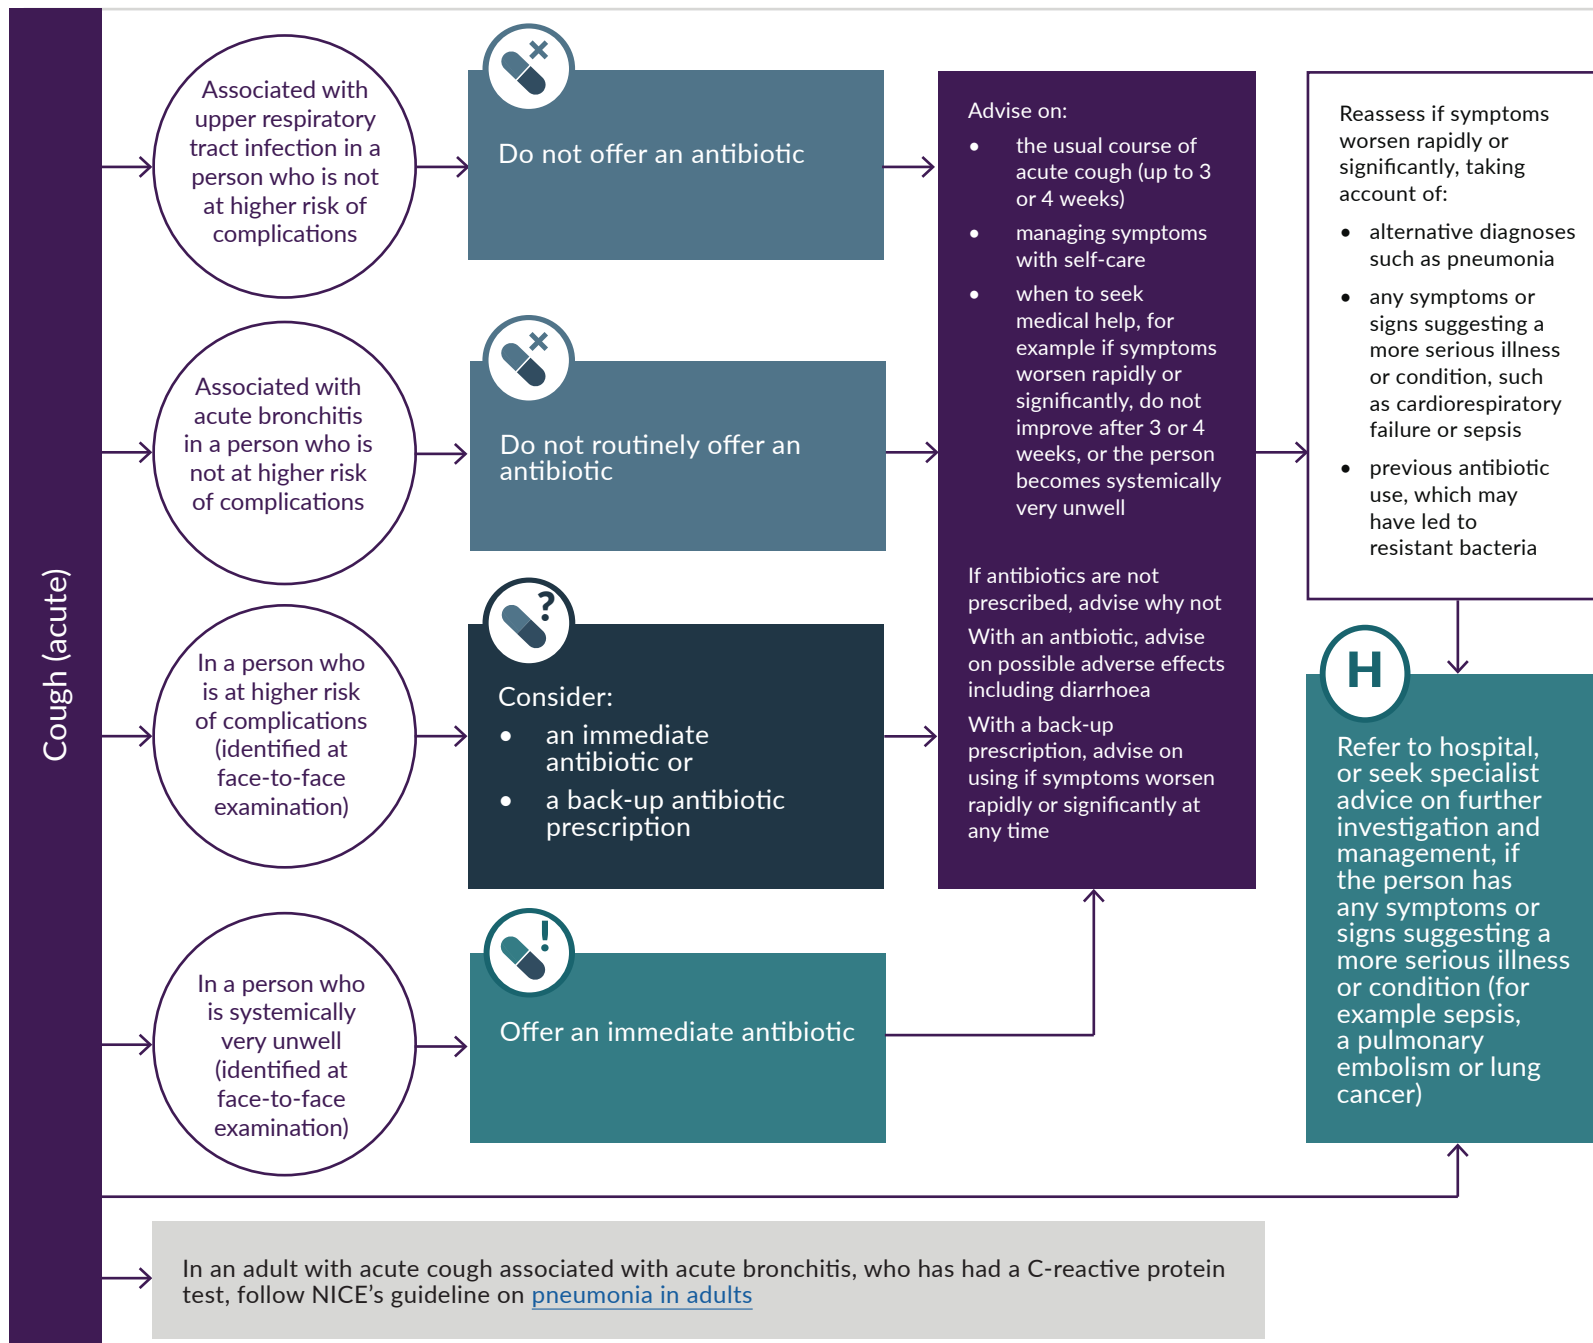 Cough (acute)
Associated with
upper respiratory
tract infection in a
person who is not
at higher risk of
complications
Do not offer an antibiotic
Associated with
acute bronchitis
in a person who is
not at higher risk
of complications
Do not routinely offer an
antibiotic
In a person who
is at higher risk
of complications
(identified at
face-to-face
examination)
?
Consider:
• an immediate
antibiotic or
• a back-up antibiotic
prescription
In a person who
is systemically
very unwell
(identified at
face-to-face
examination)
!
Offer an immediate antibiotic
Advise on:
• the usual course of
acute cough (up to 3
or 4 weeks)
• managing symptoms
with self-care
• when to seek
medical help, for
example if symptoms
worsen rapidly or
significantly, do not
improve after 3 or 4
weeks, or the person
becomes systemically
very unwell
If antibiotics are not
prescribed, advise why not
With an antbiotic, advise
on possible adverse effects
including diarrhoea
With a back-up
prescription, advise on
using if symptoms worsen
rapidly or significantly at
any time
Reassess if symptoms
worsen rapidly or
significantly, taking
account of:
• alternative diagnoses
such as pneumonia
• any symptoms or
signs suggesting a
more serious illness
or condition, such
as cardiorespiratory
failure or sepsis
• previous antibiotic
use, which may
have led to
resistant bacteria
H
Refer to hospital,
or seek specialist
advice on further
investigation and
management, if
the person has
any symptoms or
signs suggesting a
more serious illness
or condition (for
example sepsis,
a pulmonary
embolism or lung
cancer)
In an adult with acute cough associated with acute bronchitis, who has had a C-reactive protein
test, follow NICE's guideline on pneumonia in adults